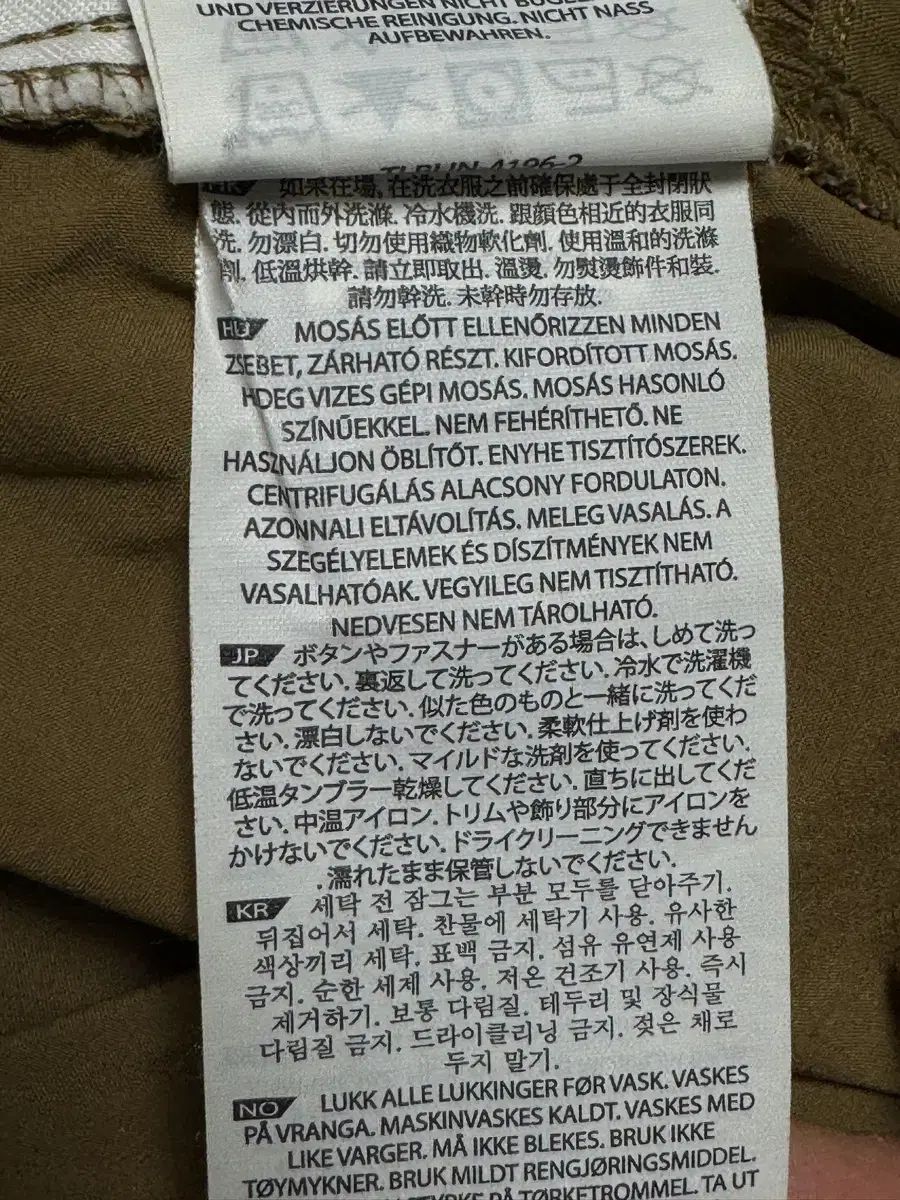 UND VERZIERUNGEN NICHT
CHEMISCHE REINIGUNG. NICHT NASS
AUFBEWAHREN.
如果在場, 在洗衣服之前確保處于全封閉狀
態. 從內而外洗滌. 冷水機洗. 跟顏色相近的衣服同
洗. 勿漂白. 切勿使用織物軟化劑. 使用溫和的洗滌
劑. 低溫烘幹. 請立即取出. 溫燙. 勿熨燙飾件和裝.
請勿幹洗. 未幹時勿存放.
HU MOSÁS ELŐTT ELLENŐRIZZEN MINDEN
ZSEBET, ZÁRHATÓ RÉSZT. KIFORDÍTOTT MOSÁS.
HDEG VIZES GÉPI MOSÁS. MOSÁS HASONLÓ
SZÍNŰEKKEL. NEM FEHÉRÍTHETŐ. NE
HASZNÁLJON ÖBLÍTŐT. ENYHE TISZTÍTÓSZEREK.
CENTRIFUGÁLÁS ALACSONY FORDULATON.
AZONNALI ELTÁVOLÍTÁS. MELEG VASALÁS. A
SZEGÉLYELEMEK ÉS DÍSZÍTMÉNYEK NEM
VASALHATÓAK. VEGYILEG NEM TISZTÍTHATÓ.
NEDVESEN NEM TÁROLHATÓ.
JP ボタンやファスナーがある場合は、しめて洗っ
てください. 裏返して洗ってください. 冷水で洗濯機
で洗ってください. 似た色のものと一緒に洗ってくだ
さい. 漂白しないでください. 柔軟仕上げ剤を使わ
ないでください. マイルドな洗剤を使ってください.
低温タンブラー乾燥してください. 直ちに出してくだ
さい. 中温アイロン. トリムや飾り部分にアイロンを
かけないでください. ドライクリーニングできません
. 濡れたまま保管しないでください.
KR 세탁 전 잠그는 부분 모두를 닫아주기.
뒤집어서 세탁. 찬물에 세탁기 사용. 유사한
색상끼리 세탁. 표백 금지. 섬유 유연제 사용
금지. 순한 세제 사용. 저온 건조기 사용. 즉시
제거하기. 보통 다림질. 테두리 및 장식물
다림질 금지. 드라이클리닝 금지. 젖은 채로
두지 말기.
NO LUKK ALLE LUKKINGER FØR VASK. VASKES
PÅ VRANGA. MASKINVASKES KALDT. VASKES MED
LIKE VARGER. MÅ IKKE BLEKES. BRUK IKKE
TØYMYKNER. BRUK MILDT RENGJØRINGSMIDDEL.
PÅ TØRKETROMMEL. TA UT